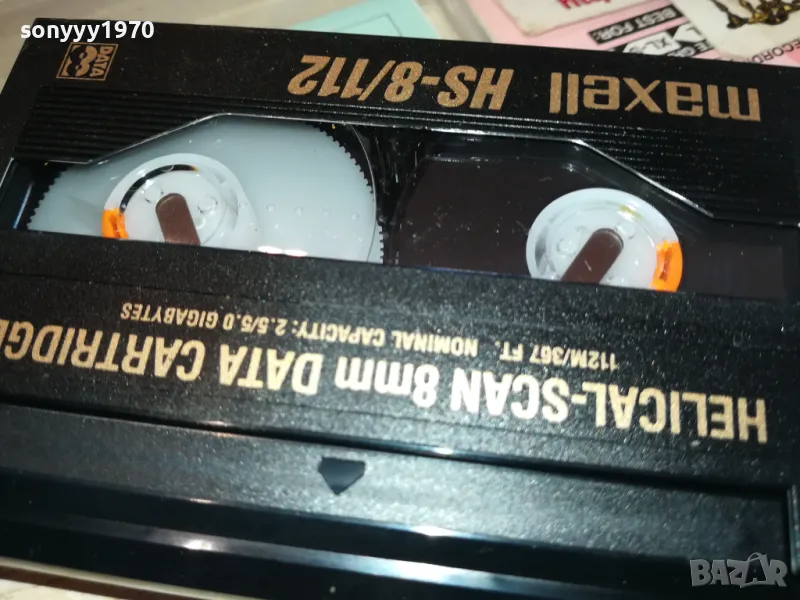 sonyyy1970
maxell HS-8/112
DATA
HELICAL-SCAN 8mm DATA CARTRIDGE
112M/367 FT. NOMINAL CAPACITY: 2.5/5.0 GIGABYTES
BEST FOR:
XLS
BAZAR